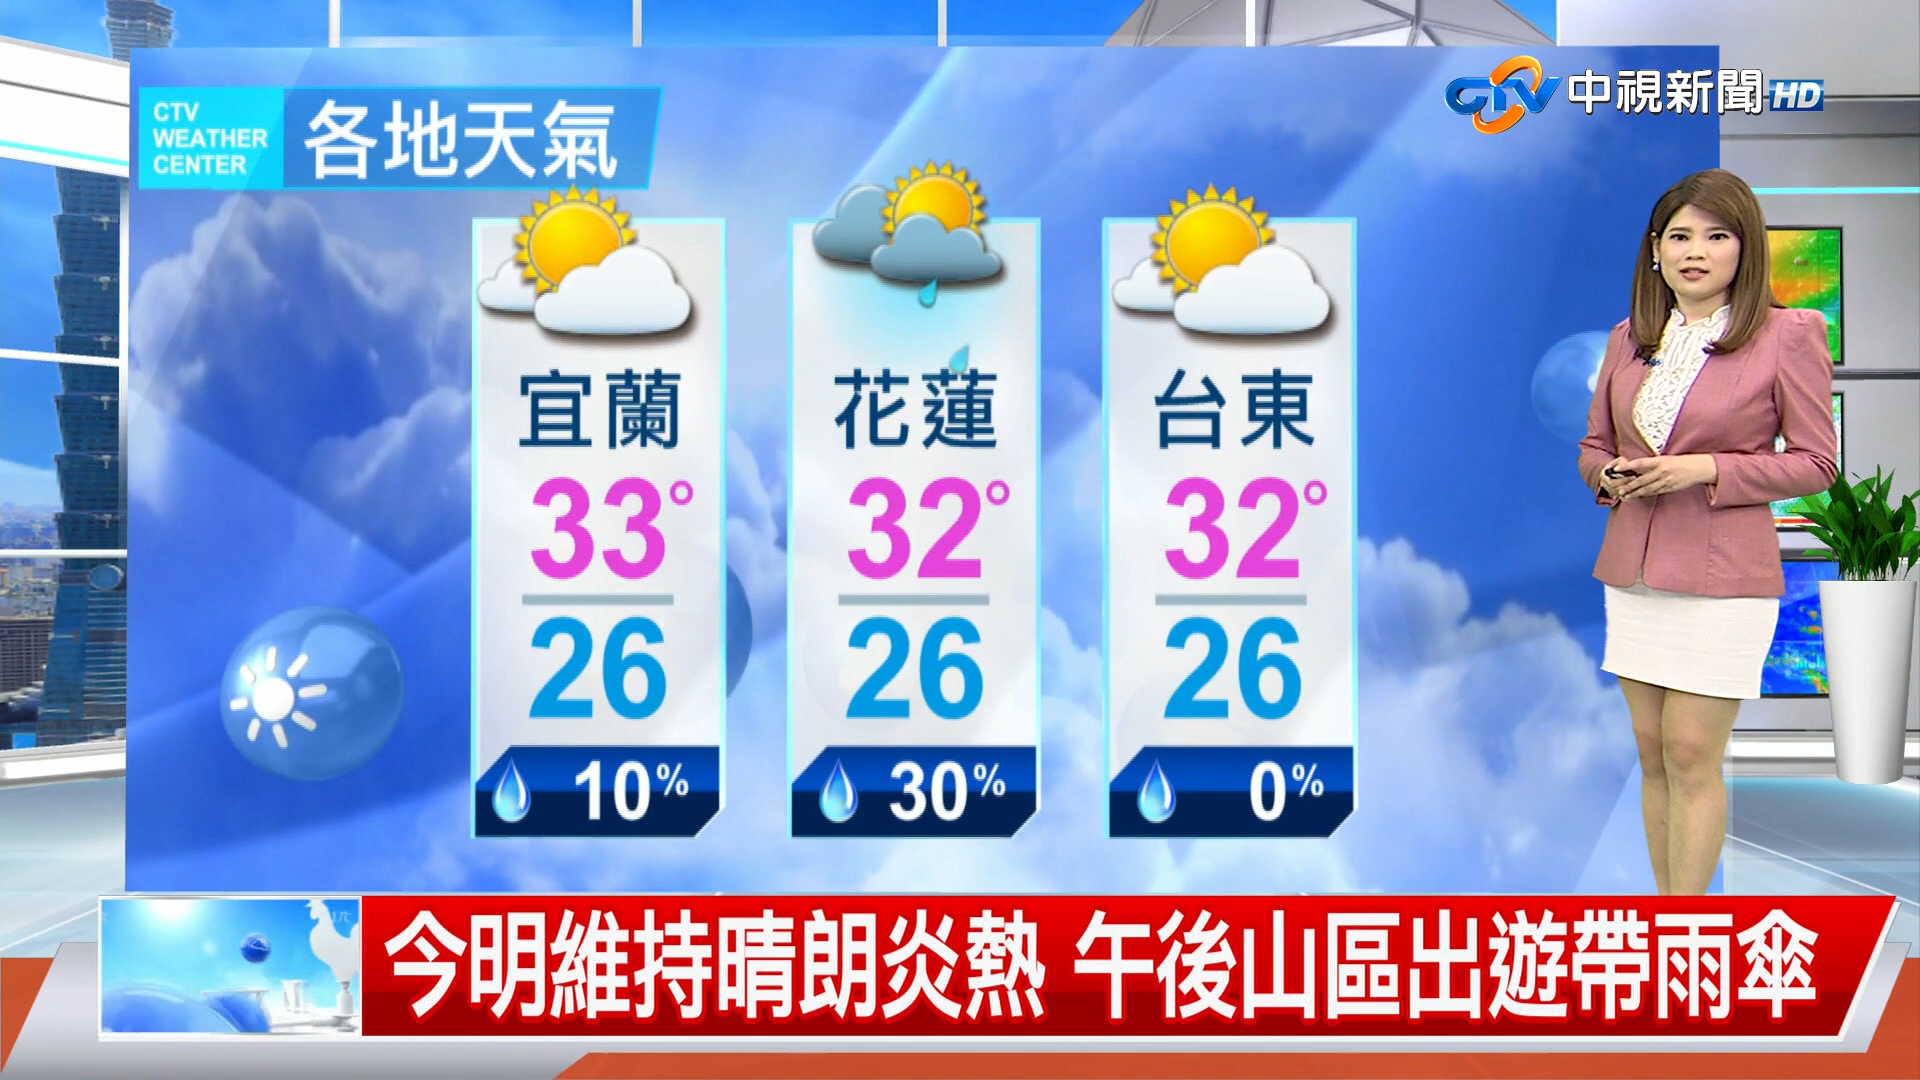 CTV
WEATHER
CENTER
各地天氣
CTV 中視新聞 HD
宜蘭
33°
26
10%
花蓮
32°
26
30%
台東
32°
26
0%
今明維持晴朗炎熱 午後山區出遊帶雨傘